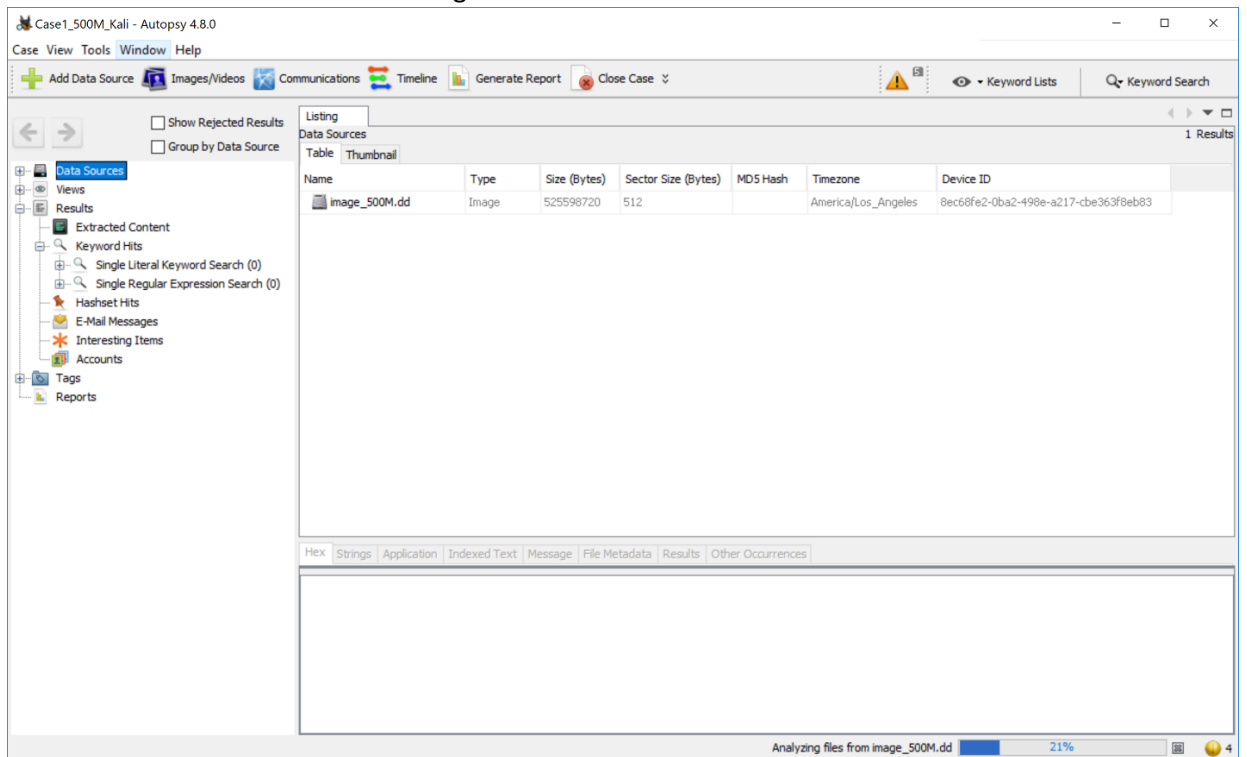 Case1_500M_Kali - Autopsy 4.8.0
Case View Tools Window Help
Add Data Source Images/Videos Communications Timeline Generate Report Close Case Keyword Lists Keyword Search
Show Rejected Results
Group by Data Source
Data Sources
Views
Results
Extracted Content
Keyword Hits
Single Literal Keyword Search (0)
Single Regular Expression Search (0)
Hashset Hits
E-Mail Messages
Interesting Items
Accounts
Tags
Reports
Listing
Data Sources 1 Results
Table Thumbnail
Name Type Size (Bytes) Sector Size (Bytes) MD5 Hash Timezone Device ID
image_500M.dd Image 525598720 512 America/Los_Angeles 8ec68fe2-0ba2-498e-a217-cbe363f8eb83
Hex Strings Application Indexed Text Message File Metadata Results Other Occurrences
Analyzing files from image_500M.dd 21% 4